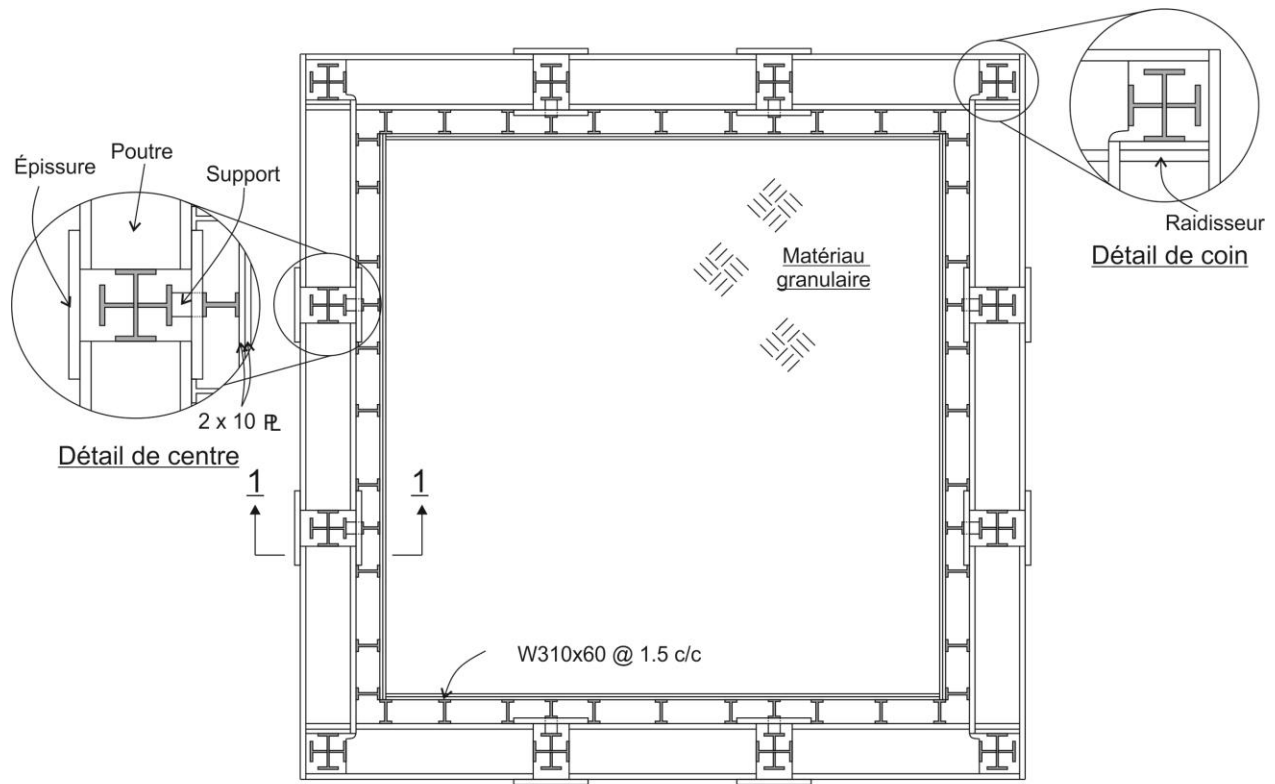 Épissure
Poutre
Support
2 x 10 ⅊
Détail de centre
1
1
Matériau
granulaire
W310x60 @ 1.5 c/c
Raidisseur
Détail de coin